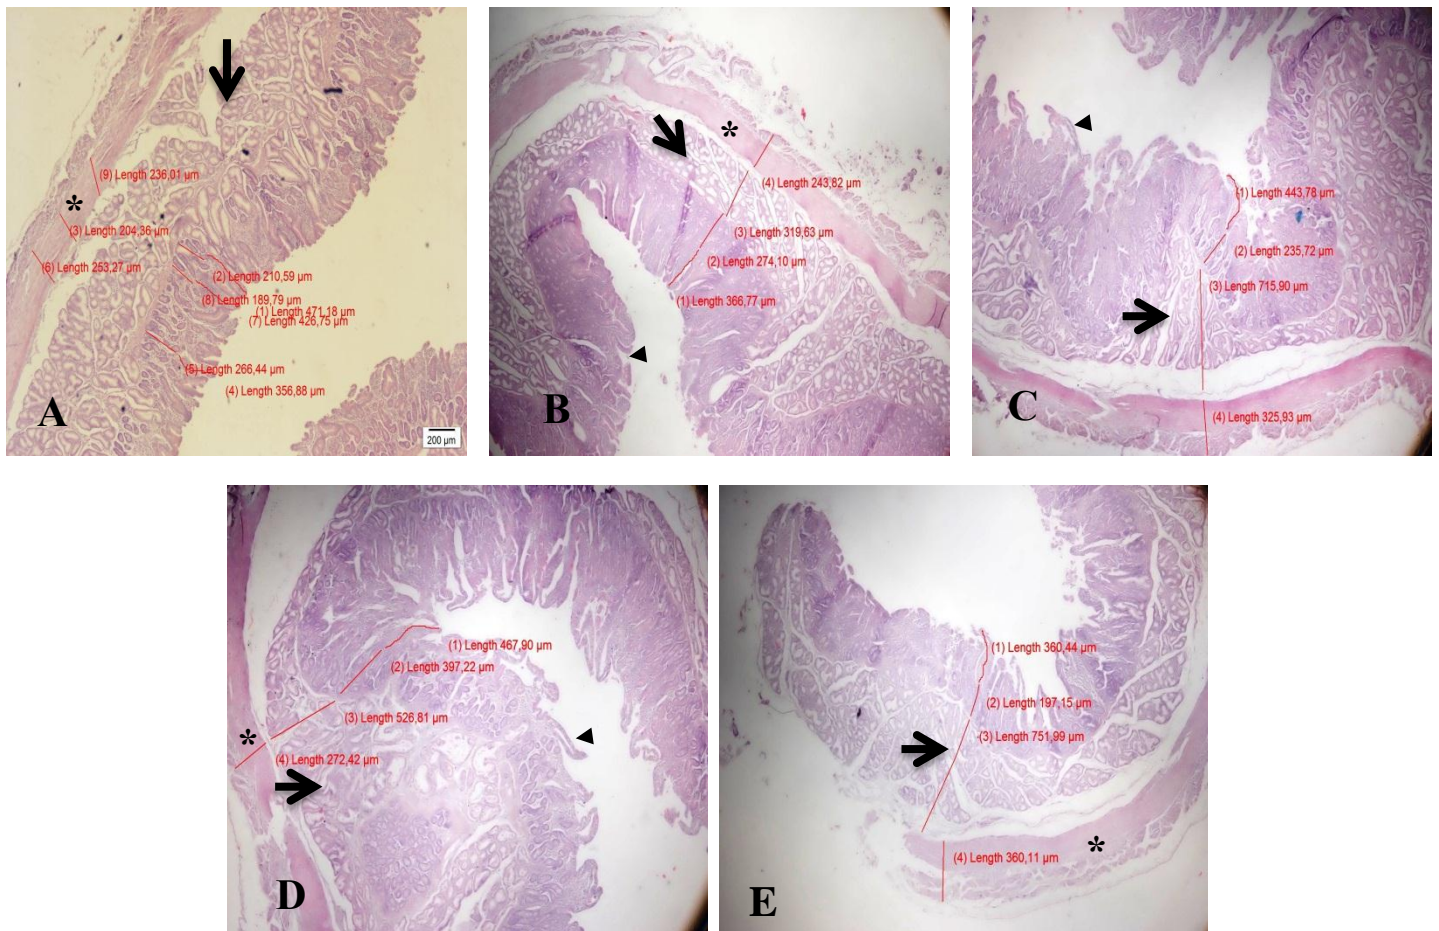 (9) Length 236,01 µm
*
(3) Length 204,36 µm
(6) Length 253,27 µm
(2) Length 210,59 µm
(8) Length 189,79 µm
(1) Length 471,18 µm
(7) Length 426,75 µm
(5) Length 266,44 µm
(4) Length 356,88 µm
A
200 µm
*
(4) Length 243,82 µm
(3) Length 319,63 µm
(2) Length 274,10 µm
(1) Length 366,77 µm
B
(1) Length 443,78 µm
(2) Length 235,72 µm
(3) Length 715,90 µm
C
(4) Length 325,93 µm
(1) Length 467,90 µm
(2) Length 397,22 µm
(3) Length 526,81 µm
*
(4) Length 272,42 µm
D
(1) Length 360,44 µm
(2) Length 197,15 µm
(3) Length 751,99 µm
*
(4) Length 360,11 µm
E